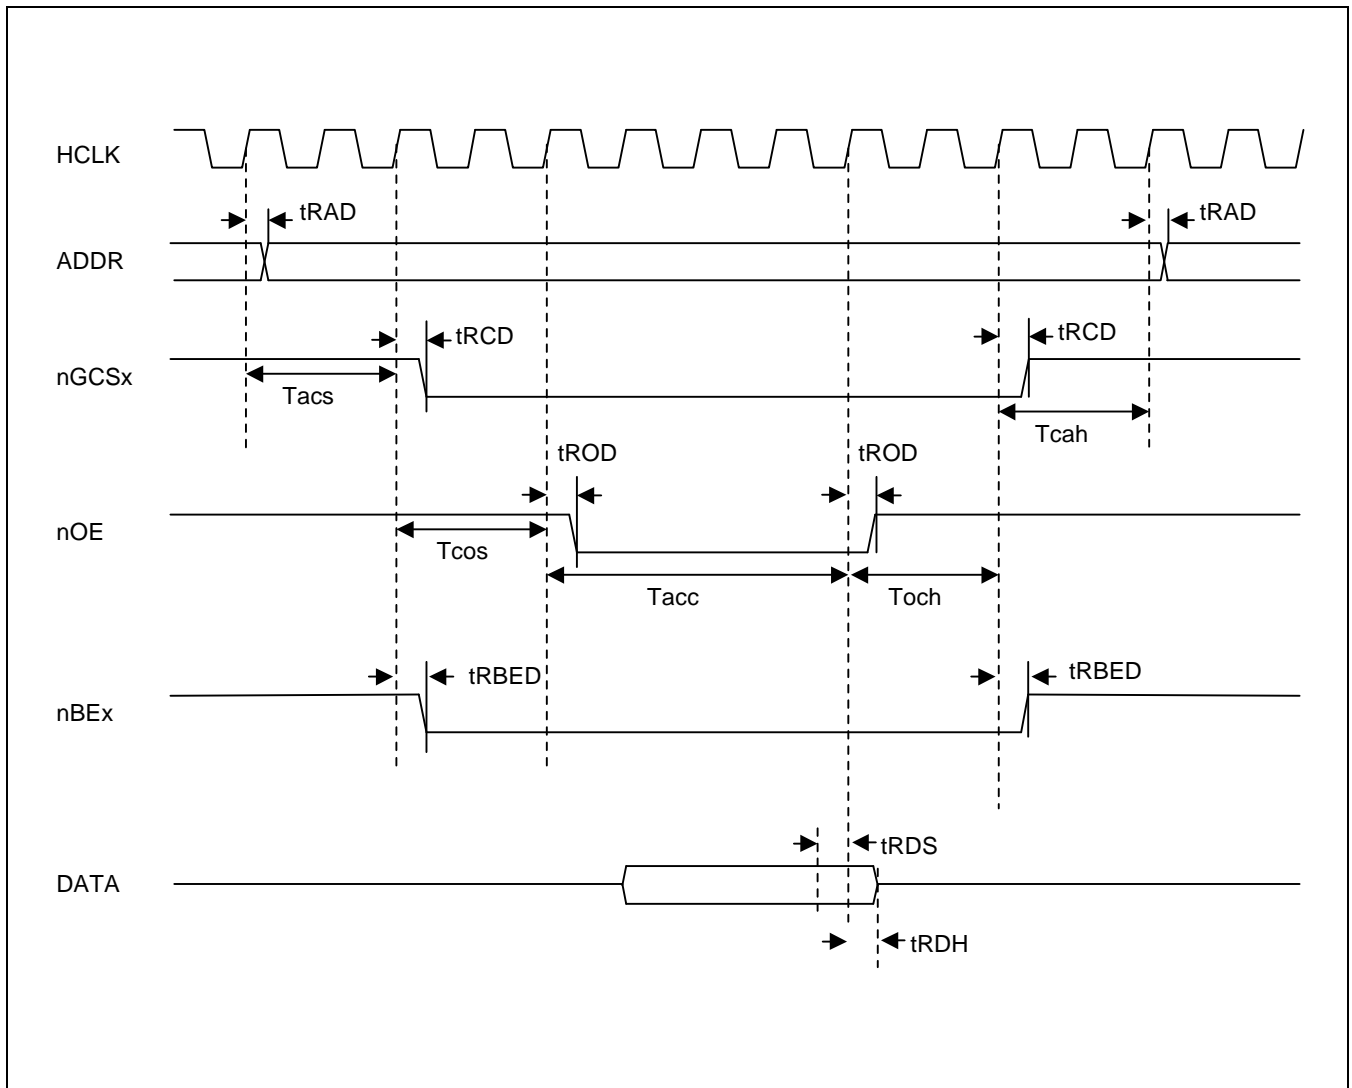 HCLK
tRAD
tRAD
ADDR
tRCD
tRCD
nGCSx
Tacs
Tcah
tROD
tROD
nOE
Tcos
Tacc
Toch
tRBED
tRBED
nBEx
tRDS
DATA
tRDH